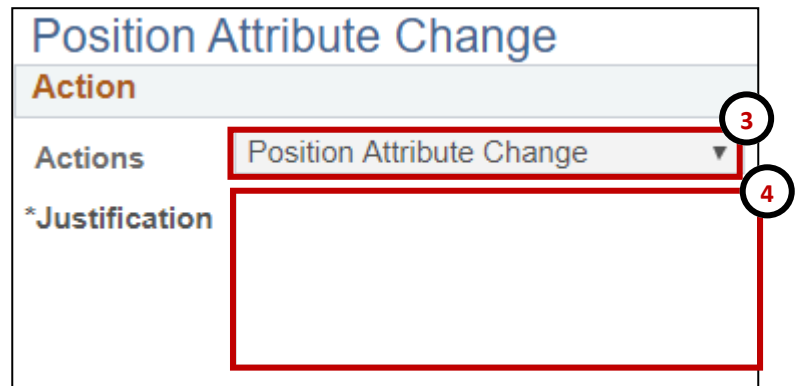 Position Attribute Change
Action
3
Actions Position Attribute Change ▼
4
*Justification